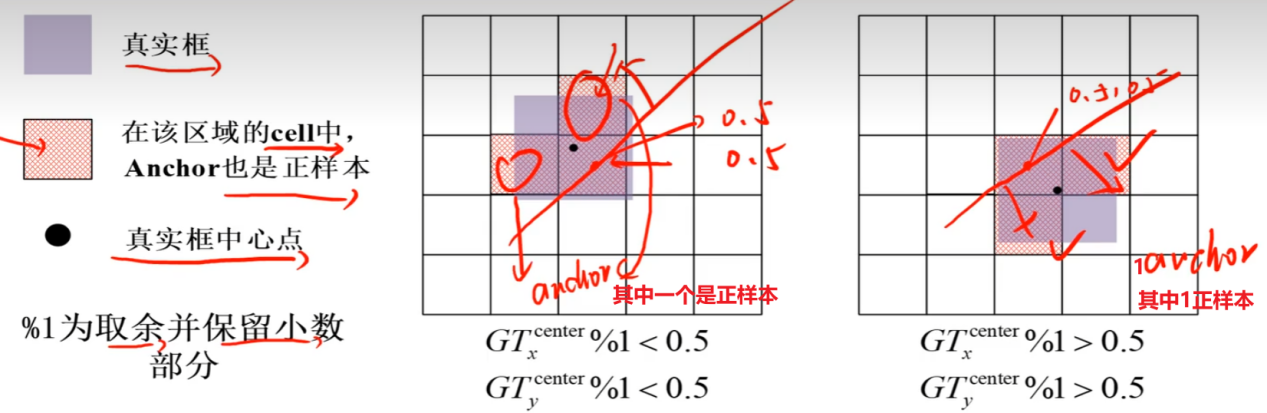 真实框
在该区域的cell中，
Anchor也是正样本
真实框中心点
%1为取余并保留小数
部分
0.5
0.5
anchor
其中一个是正样本
GT_x^center %1 < 0.5
GT_y^center %1 < 0.5
1anchor
其中1正样本
GT_x^center %1 > 0.5
GT_y^center %1 > 0.5